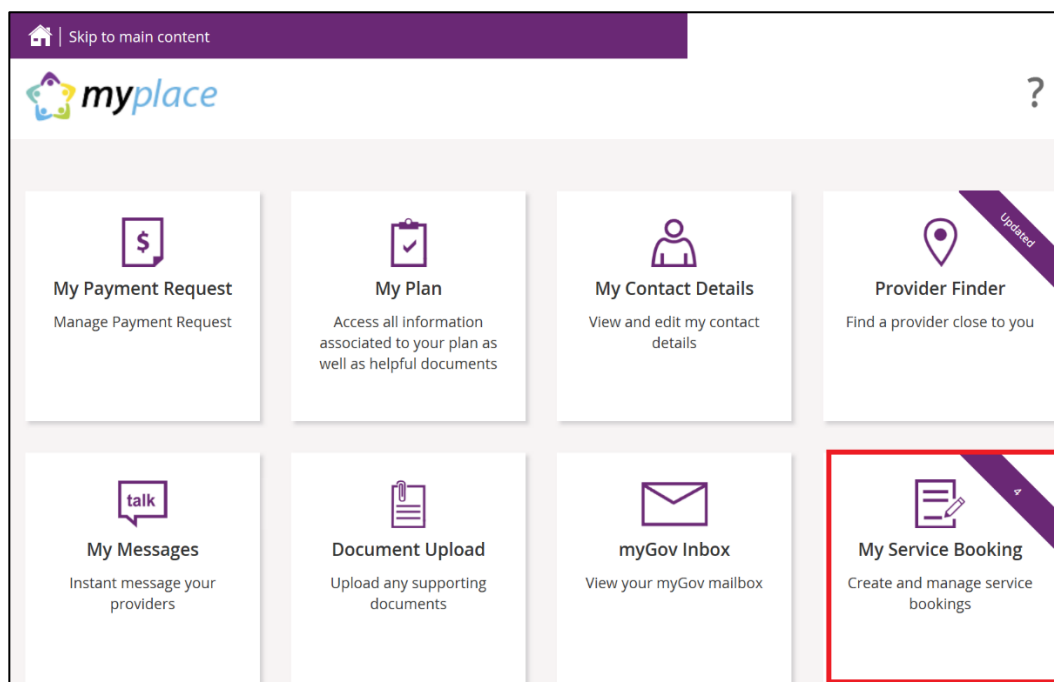 Skip to main content
myplace
?
$
My Payment Request
Manage Payment Request
My Plan
Access all information
associated to your plan as
well as helpful documents
My Contact Details
View and edit my contact
details
Updated
Provider Finder
Find a provider close to you
talk
My Messages
Instant message your
providers
Document Upload
Upload any supporting
documents
myGov Inbox
View your myGov mailbox
4
My Service Booking
Create and manage service
bookings